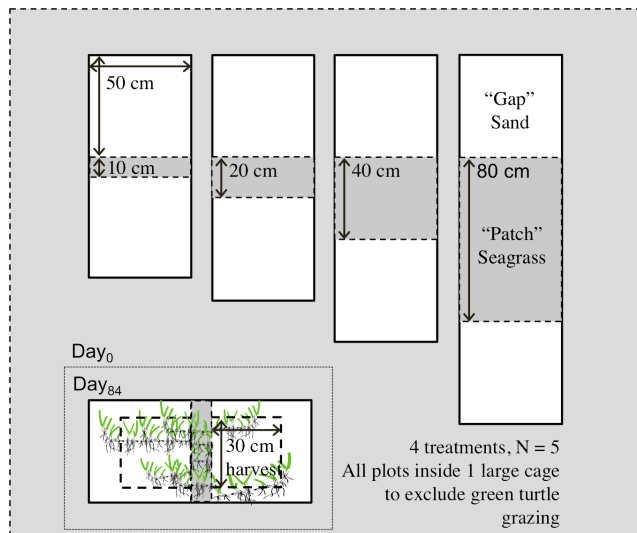 50 cm
10 cm
20 cm
40 cm
“Gap”
Sand
80 cm
“Patch”
Seagrass
Day0
Day84
30 cm
harvest
4 treatments, N = 5
All plots inside 1 large cage
to exclude green turtle
grazing